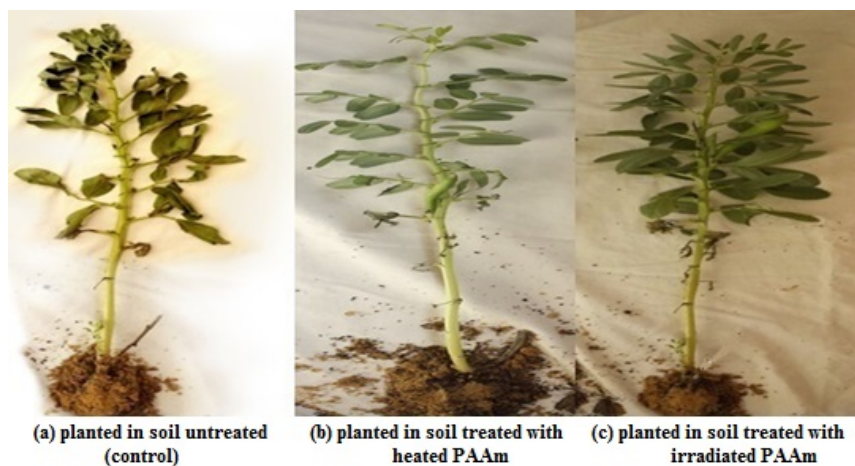 (a) planted in soil untreated
(control)
(b) planted in soil treated with
heated PAAm
(c) planted in soil treated with
irradiated PAAm